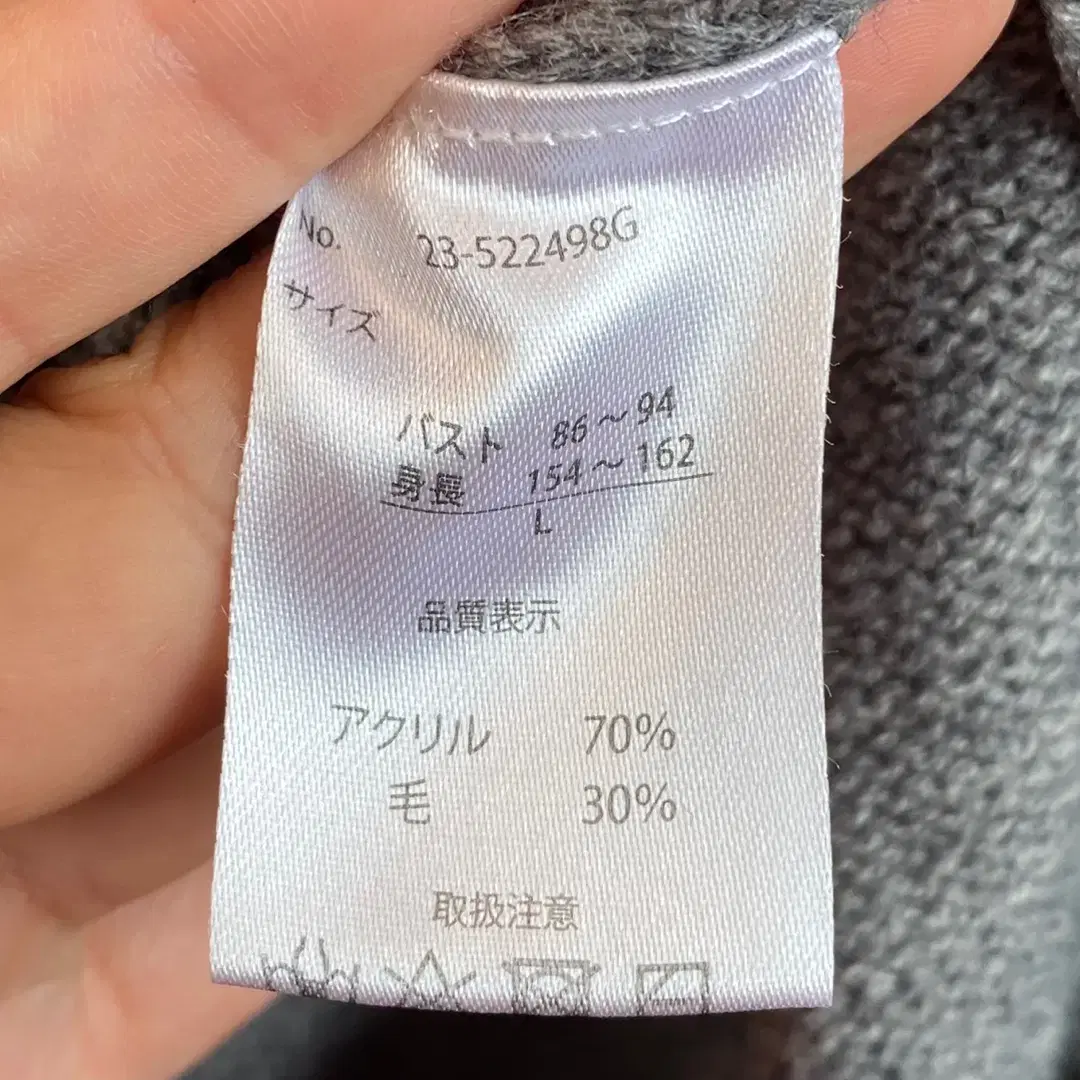 No. 23-522498G
サイズ
バスト 86～94
身長 154～162
L
品質表示
アクリル 70%
毛 30%
取扱注意